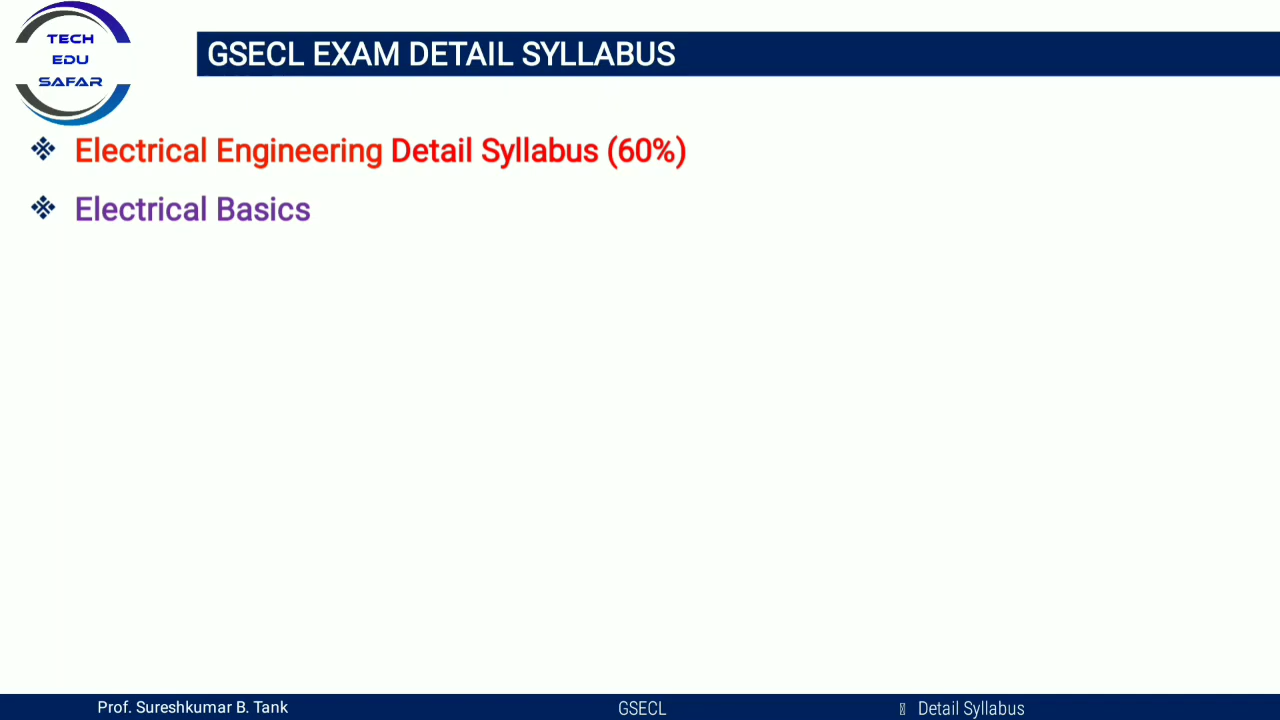 TECH
EDU
SAFAR
GSECL EXAM DETAIL SYLLABUS
Electrical Engineering Detail Syllabus (60%)
Electrical Basics
Prof. Sureshkumar B. Tank
GSECL
Detail Syllabus